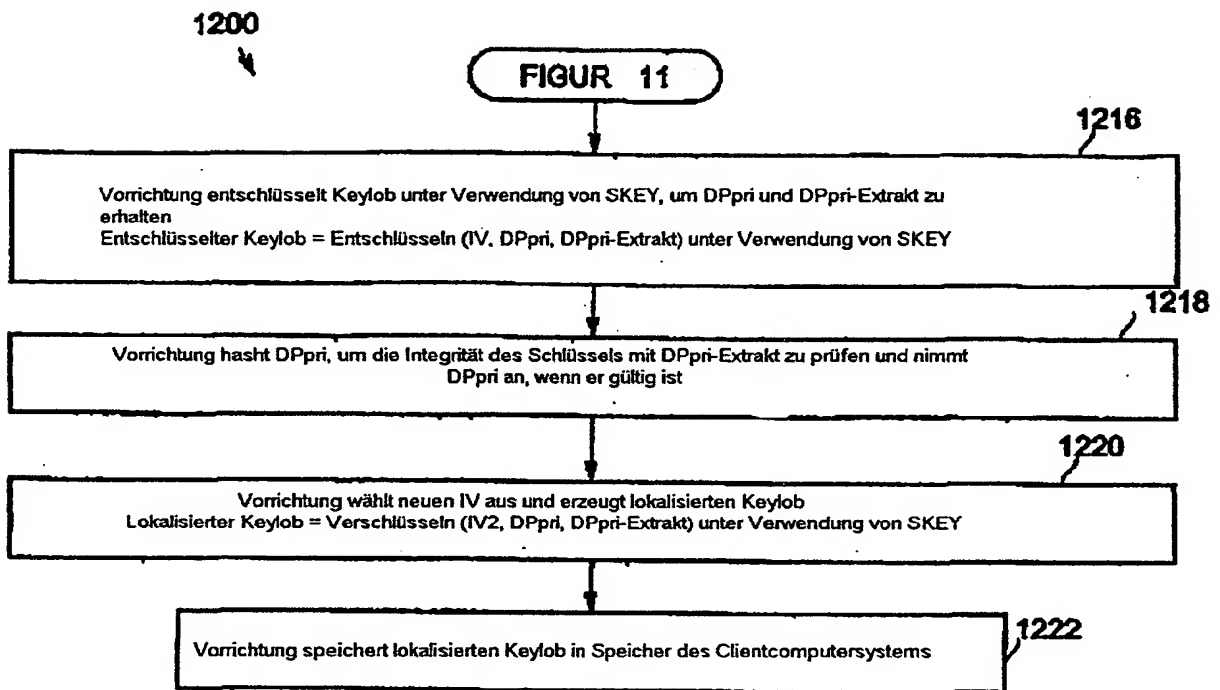 1200
FIGUR 11
1216
Vorrichtung entschlüsselt Keylob unter Verwendung von SKEY, um DPpri und DPpri-Extrakt zu
erhalten
Entschlüsselter Keylob = Entschlüsseln (IV, DPpri, DPpri-Extrakt) unter Verwendung von SKEY
1218
Vorrichtung hasht DPpri, um die Integrität des Schlüssels mit DPpri-Extrakt zu prüfen und nimmt
DPpri an, wenn er gültig ist
1220
Vorrichtung wählt neuen IV aus und erzeugt lokalisierten Keylob
Lokalisierter Keylob = Verschlüsseln (IV2, DPpri, DPpri-Extrakt) unter Verwendung von SKEY
1222
Vorrichtung speichert lokalisierten Keylob in Speicher des Clientcomputersystems